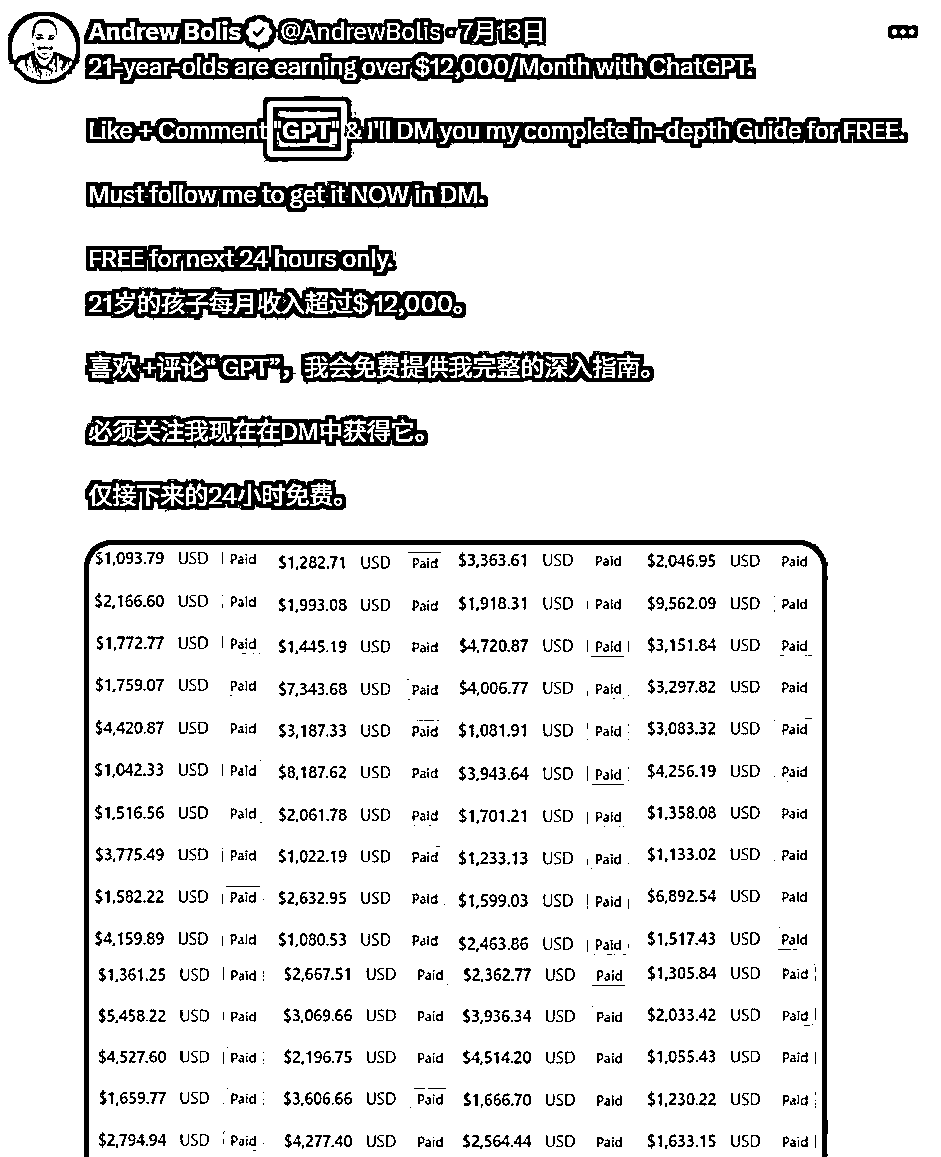 Andrew Bolis @AndrewBolis · 7月13日
21-year-olds are earning over $12,000/Month with ChatGPT.
Like + Comment "GPT" & I'll DM you my complete in-depth Guide for FREE.
Must follow me to get it NOW in DM.
FREE for next 24 hours only.
21岁的孩子每月收入超过$ 12,000。
喜欢 +评论“ GPT”，我会免费提供我完整的深入指南。
必须关注我现在在DM中获得它。
仅接下来的24小时免费。
$1,093.79 USD Paid $1,282.71 USD Paid $3,363.61 USD Paid $2,046.95 USD Paid
$2,166.60 USD Paid $1,993.08 USD Paid $1,918.31 USD Paid $9,562.09 USD Paid
$1,772.77 USD Paid $1,445.19 USD Paid $4,720.87 USD Paid $3,151.84 USD Paid
$1,759.07 USD Paid $7,343.68 USD Paid $4,006.77 USD Paid $3,297.82 USD Paid
$4,420.87 USD Paid $3,187.33 USD Paid $1,081.91 USD Paid $3,083.32 USD Paid
$1,042.33 USD Paid $8,187.62 USD Paid $3,943.64 USD Paid $4,256.19 USD Paid
$1,516.56 USD Paid $2,061.78 USD Paid $1,701.21 USD Paid $1,358.08 USD Paid
$3,775.49 USD Paid $1,022.19 USD Paid $1,233.13 USD Paid $1,133.02 USD Paid
$1,582.22 USD Paid $2,632.95 USD Paid $1,599.03 USD Paid $6,892.54 USD Paid
$4,159.89 USD Paid $1,080.53 USD Paid $2,463.86 USD Paid $1,517.43 USD Paid
$1,361.25 USD Paid $2,667.51 USD Paid $2,362.77 USD Paid $1,305.84 USD Paid
$5,458.22 USD Paid $3,069.66 USD Paid $3,936.34 USD Paid $2,033.42 USD Paid
$4,527.60 USD Paid $2,196.75 USD Paid $4,514.20 USD Paid $1,055.43 USD Paid
$1,659.77 USD Paid $3,606.66 USD Paid $1,666.70 USD Paid $1,230.22 USD Paid
$2,794.94 USD Paid $4,277.40 USD Paid $2,564.44 USD Paid $1,633.15 USD Paid